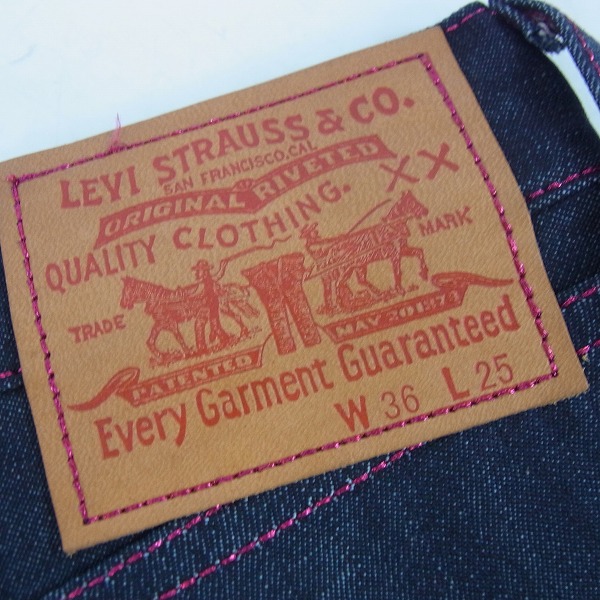 LEVI STRAUSS & CO.
SAN FRANCISCO, CAL
ORIGINAL RIVETED
QUALITY CLOTHING. XX
TRADE MARK
PATENTED MAY 20 1873
Every Garment Guaranteed
W 36 L 25